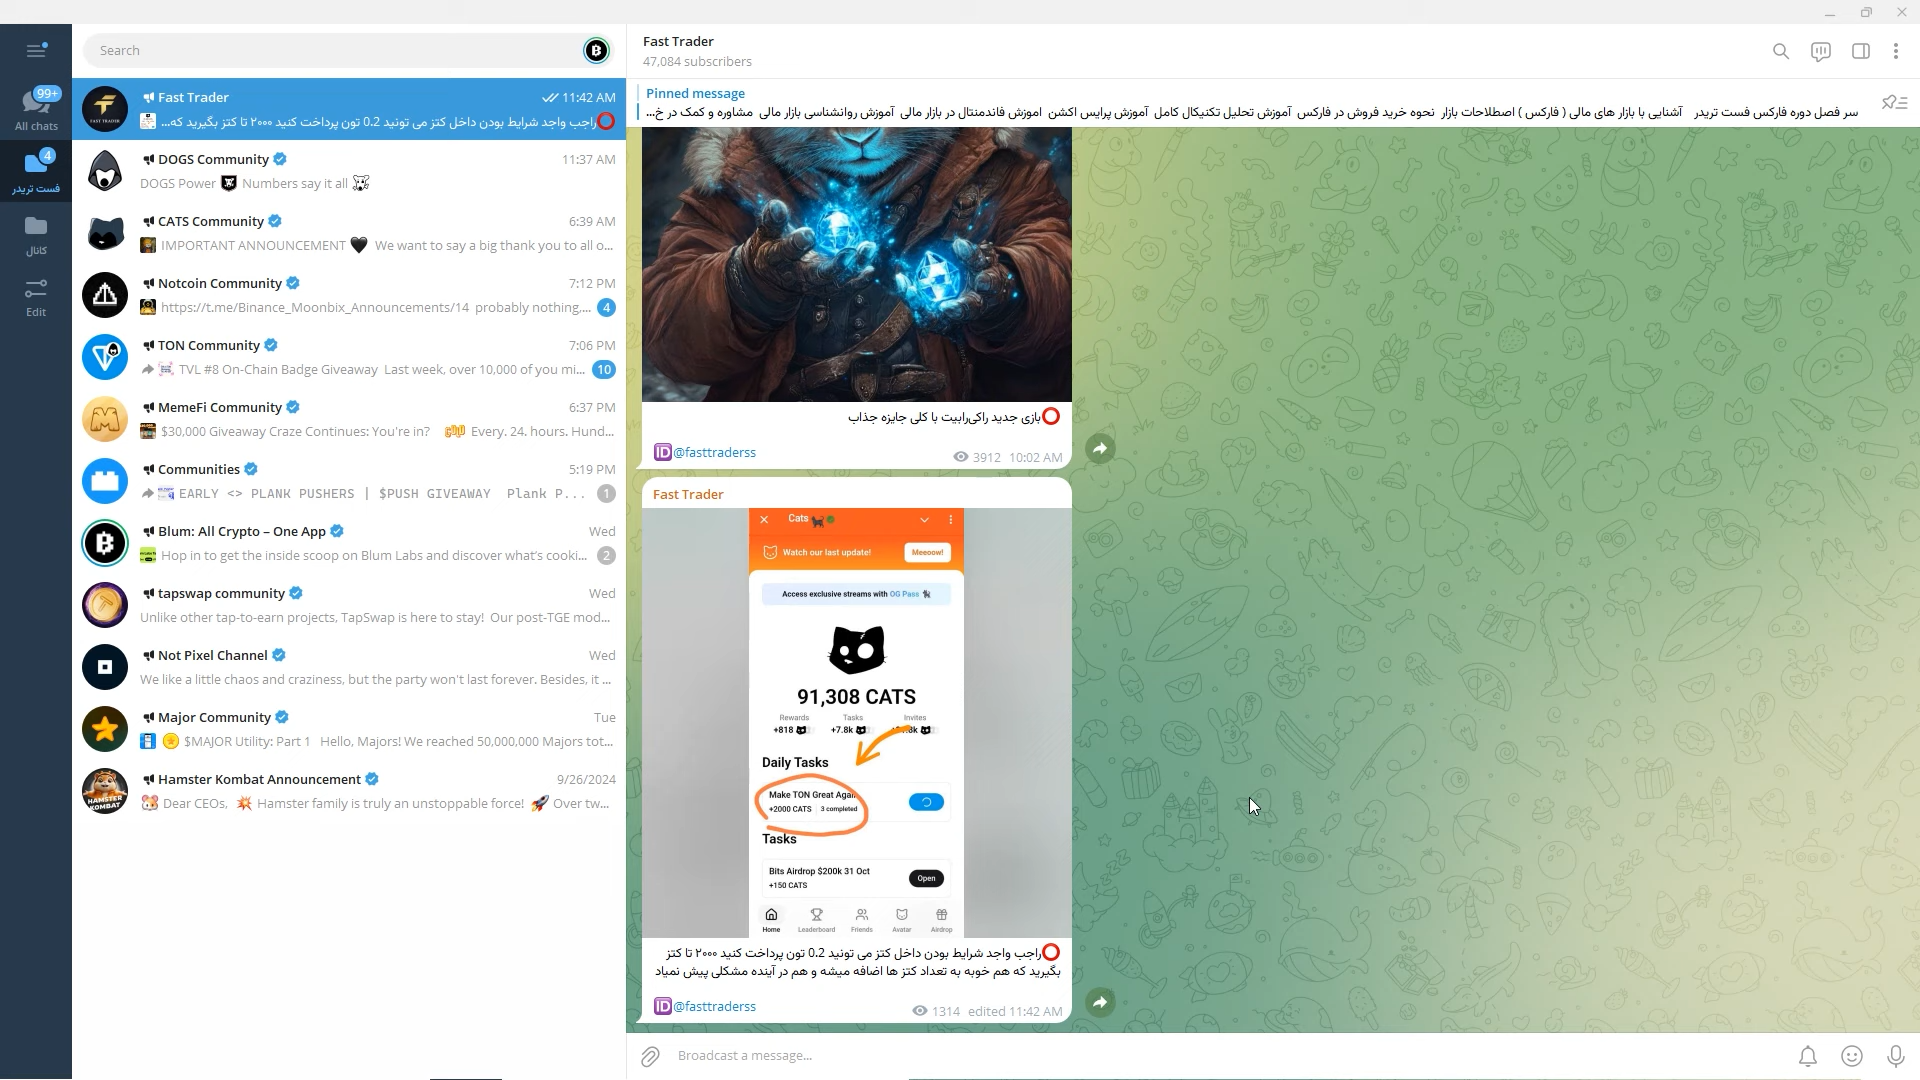 Search
99+
All chats
4
فست تریدر
کانال
Edit
Fast Trader
11:42 AM
راجب واجد شرایط بودن داخل کتز می تونید 0.2 تون پرداخت کنید ۲۰۰۰ تا کتز بگیرید که...
DOGS Community
11:37 AM
DOGS Power Numbers say it all
CATS Community
6:39 AM
IMPORTANT ANNOUNCEMENT 🖤 We want to say a big thank you to all o...
Notcoin Community
7:12 PM
https://t.me/Binance_Moonbix_Announcements/14 probably nothing,...
4
TON Community
7:06 PM
TVL #8 On-Chain Badge Giveaway Last week, over 10,000 of you mi...
10
MemeFi Community
6:37 PM
$30,000 Giveaway Craze Continues: You're in? Every. 24. hours. Hund...
Communities
5:19 PM
EARLY <> PLANK PUSHERS | $PUSH GIVEAWAY Plank P...
1
Blum: All Crypto – One App
Wed
Hop in to get the inside scoop on Blum Labs and discover what's cooki...
2
tapswap community
Wed
Unlike other tap-to-earn projects, TapSwap is here to stay! Our post-TGE mod...
Not Pixel Channel
Wed
We like a little chaos and craziness, but the party won't last forever. Besides, it ...
Major Community
Tue
$MAJOR Utility: Part 1 Hello, Majors! We reached 50,000,000 Majors tot...
Hamster Kombat Announcement
9/26/2024
🐹 Dear CEOs, 💥 Hamster family is truly an unstoppable force! 🚀 Over tw...
Fast Trader
47,084 subscribers
Pinned message
سر فصل دوره فارکس فست تریدر آشنایی با بازار های مالی ( فارکس ) اصطلاحات بازار نحوه خرید فروش در فارکس آموزش تحلیل تکنیکال کامل آموزش پرایس اکشن اموزش فاندمنتال در بازار مالی آموزش روانشناسی بازار مالی مشاوره و کمک در خ...
⭕بازی جدید راکی‌رابیت با کلی جایزه جذاب
🆔@fasttraderss
3912 10:02 AM
Fast Trader
Cats 🐈‍⬛
Watch our last update!
Meeoow!
Access exclusive streams with OG Pass
91,308 CATS
Rewards Tasks Invites
+818 +7.8k
Daily Tasks
Make TON Great Agai
+2000 CATS 3 completed
Tasks
Bits Airdrop $200k 31 Oct
+150 CATS
Open
Home Leaderboard Friends Avatar Airdrop
⭕راجب واجد شرایط بودن داخل کتز می تونید 0.2 تون پرداخت کنید ۲۰۰۰ تا کتز
بگیرید که هم خوبه به تعداد کتز ها اضافه میشه و هم در آینده مشکلی پیش نمیاد
🆔@fasttraderss
1314 edited 11:42 AM
Broadcast a message...